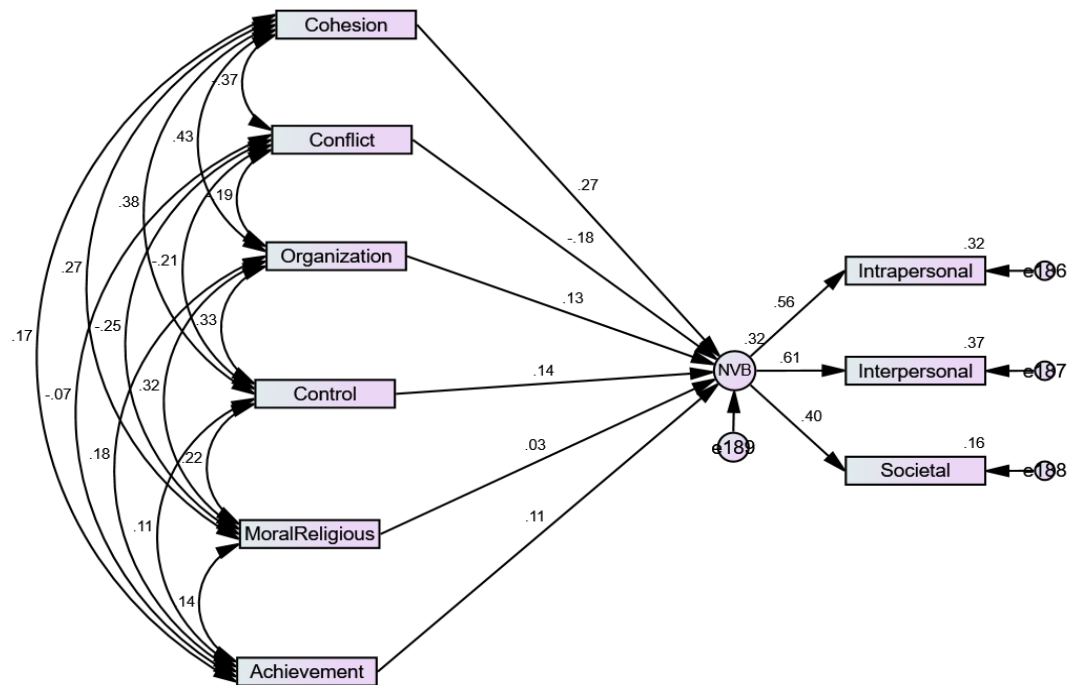 Cohesion
-.37
Conflict
.43
.27
.38
.19
-.18
.32
-.21
Organization
Intrapersonal
e186
.27
.56
.13
.33
-.25
.32
.17
.37
.61
NVB
Interpersonal
e187
.14
-.07
.32
Control
.40
.18
.22
.03
e189
.16
Societal
e188
.11
.11
MoralReligious
14
Achievement